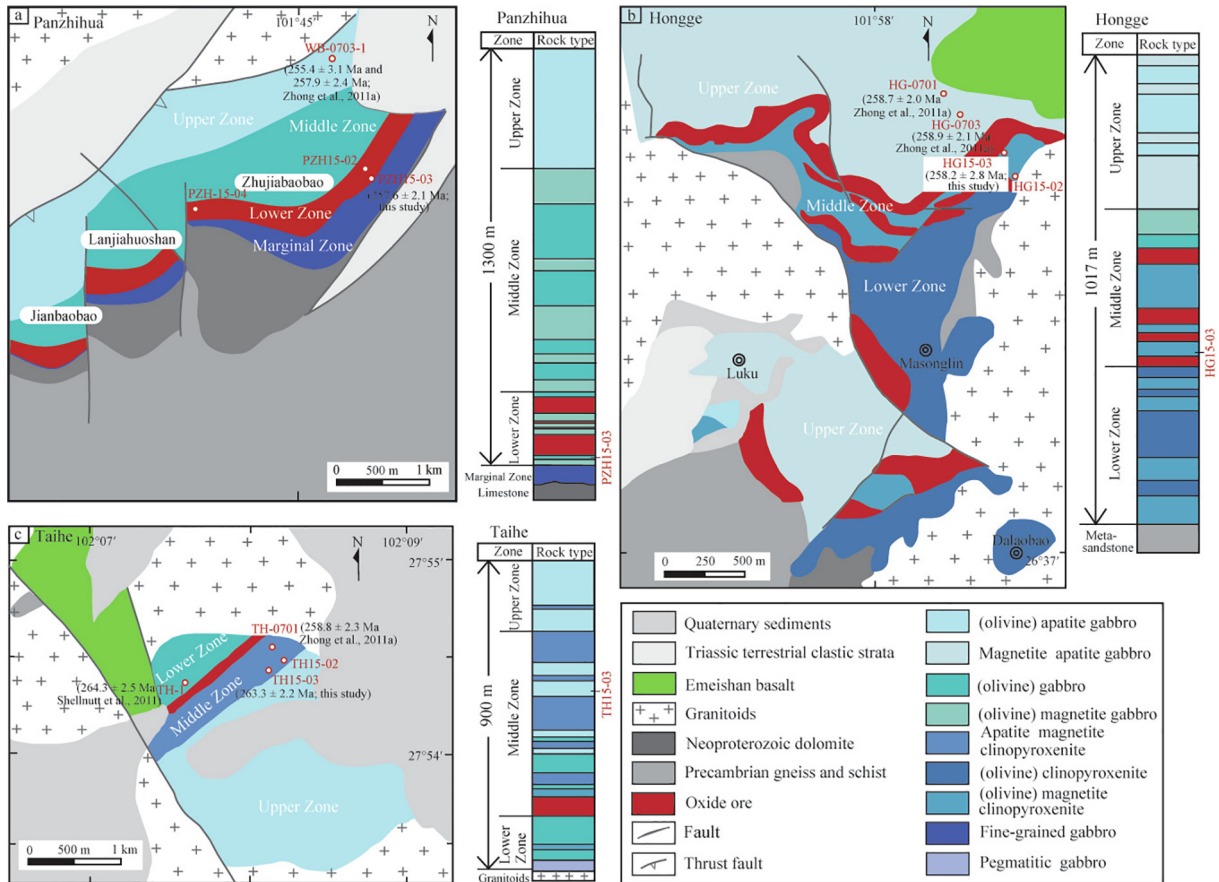 a
Panzhihua
101°45′
N
WB-0703-1
(255.4 ± 3.1 Ma and
257.9 ± 2.4 Ma;
Zhong et al., 2011a)
Upper Zone
Middle Zone
PZH15-02
Zhujiabaobao
PZH15-03
PZH-15-04
this study)
Lower Zone
Lanjiahuoshan
Marginal Zone
Jianbaobao
0
500 m
1 km
Panzhihua
Zone
Rock type
Upper Zone
1300 m
Middle Zone
Lower Zone
PZH15-03
Marginal Zone
Limestone
b
Hongge
101°58′
N
Upper Zone
HG-0701
(258.7 ± 2.0 Ma
Zhong et al., 2011a)
HG-0703
(258.9 ± 2.1 Ma
Zhong et al., 2011a)
HG15-03
(258.2 ± 2.8 Ma;
this study)
HG15-02
Middle Zone
Lower Zone
Masonglin
Luku
Upper Zone
Dalaobao
26°37′
0
250
500 m
Hongge
Zone
Rock type
Upper Zone
1017 m
Middle Zone
HG15-03
Lower Zone
Meta-
sandstone
c
Taihe
102°07′
102°09′
N
27°55′
TH-0701
(258.8 ± 2.3 Ma
Zhong et al., 2011a)
Lower Zone
TH15-02
TH15-03
(263.3 ± 2.2 Ma; this study)
(264.3 ± 2.5 Ma
TH-1
Shellnutt et al., 2011)
Middle Zone
27°54′
Upper Zone
0
500 m
1 km
Taihe
Zone
Rock type
Upper Zone
TH15-03
900 m
Middle Zone
Lower
Zone
Granitoids
Quaternary sediments
Triassic terrestrial clastic strata
Emeishan basalt
Granitoids
Neoproterozoic dolomite
Precambrian gneiss and schist
Oxide ore
Fault
Thrust fault
(olivine) apatite gabbro
Magnetite apatite gabbro
(olivine) gabbro
(olivine) magnetite gabbro
Apatite magnetite
clinopyroxenite
(olivine) clinopyroxenite
(olivine) magnetite
clinopyroxenite
Fine-grained gabbro
Pegmatitic gabbro